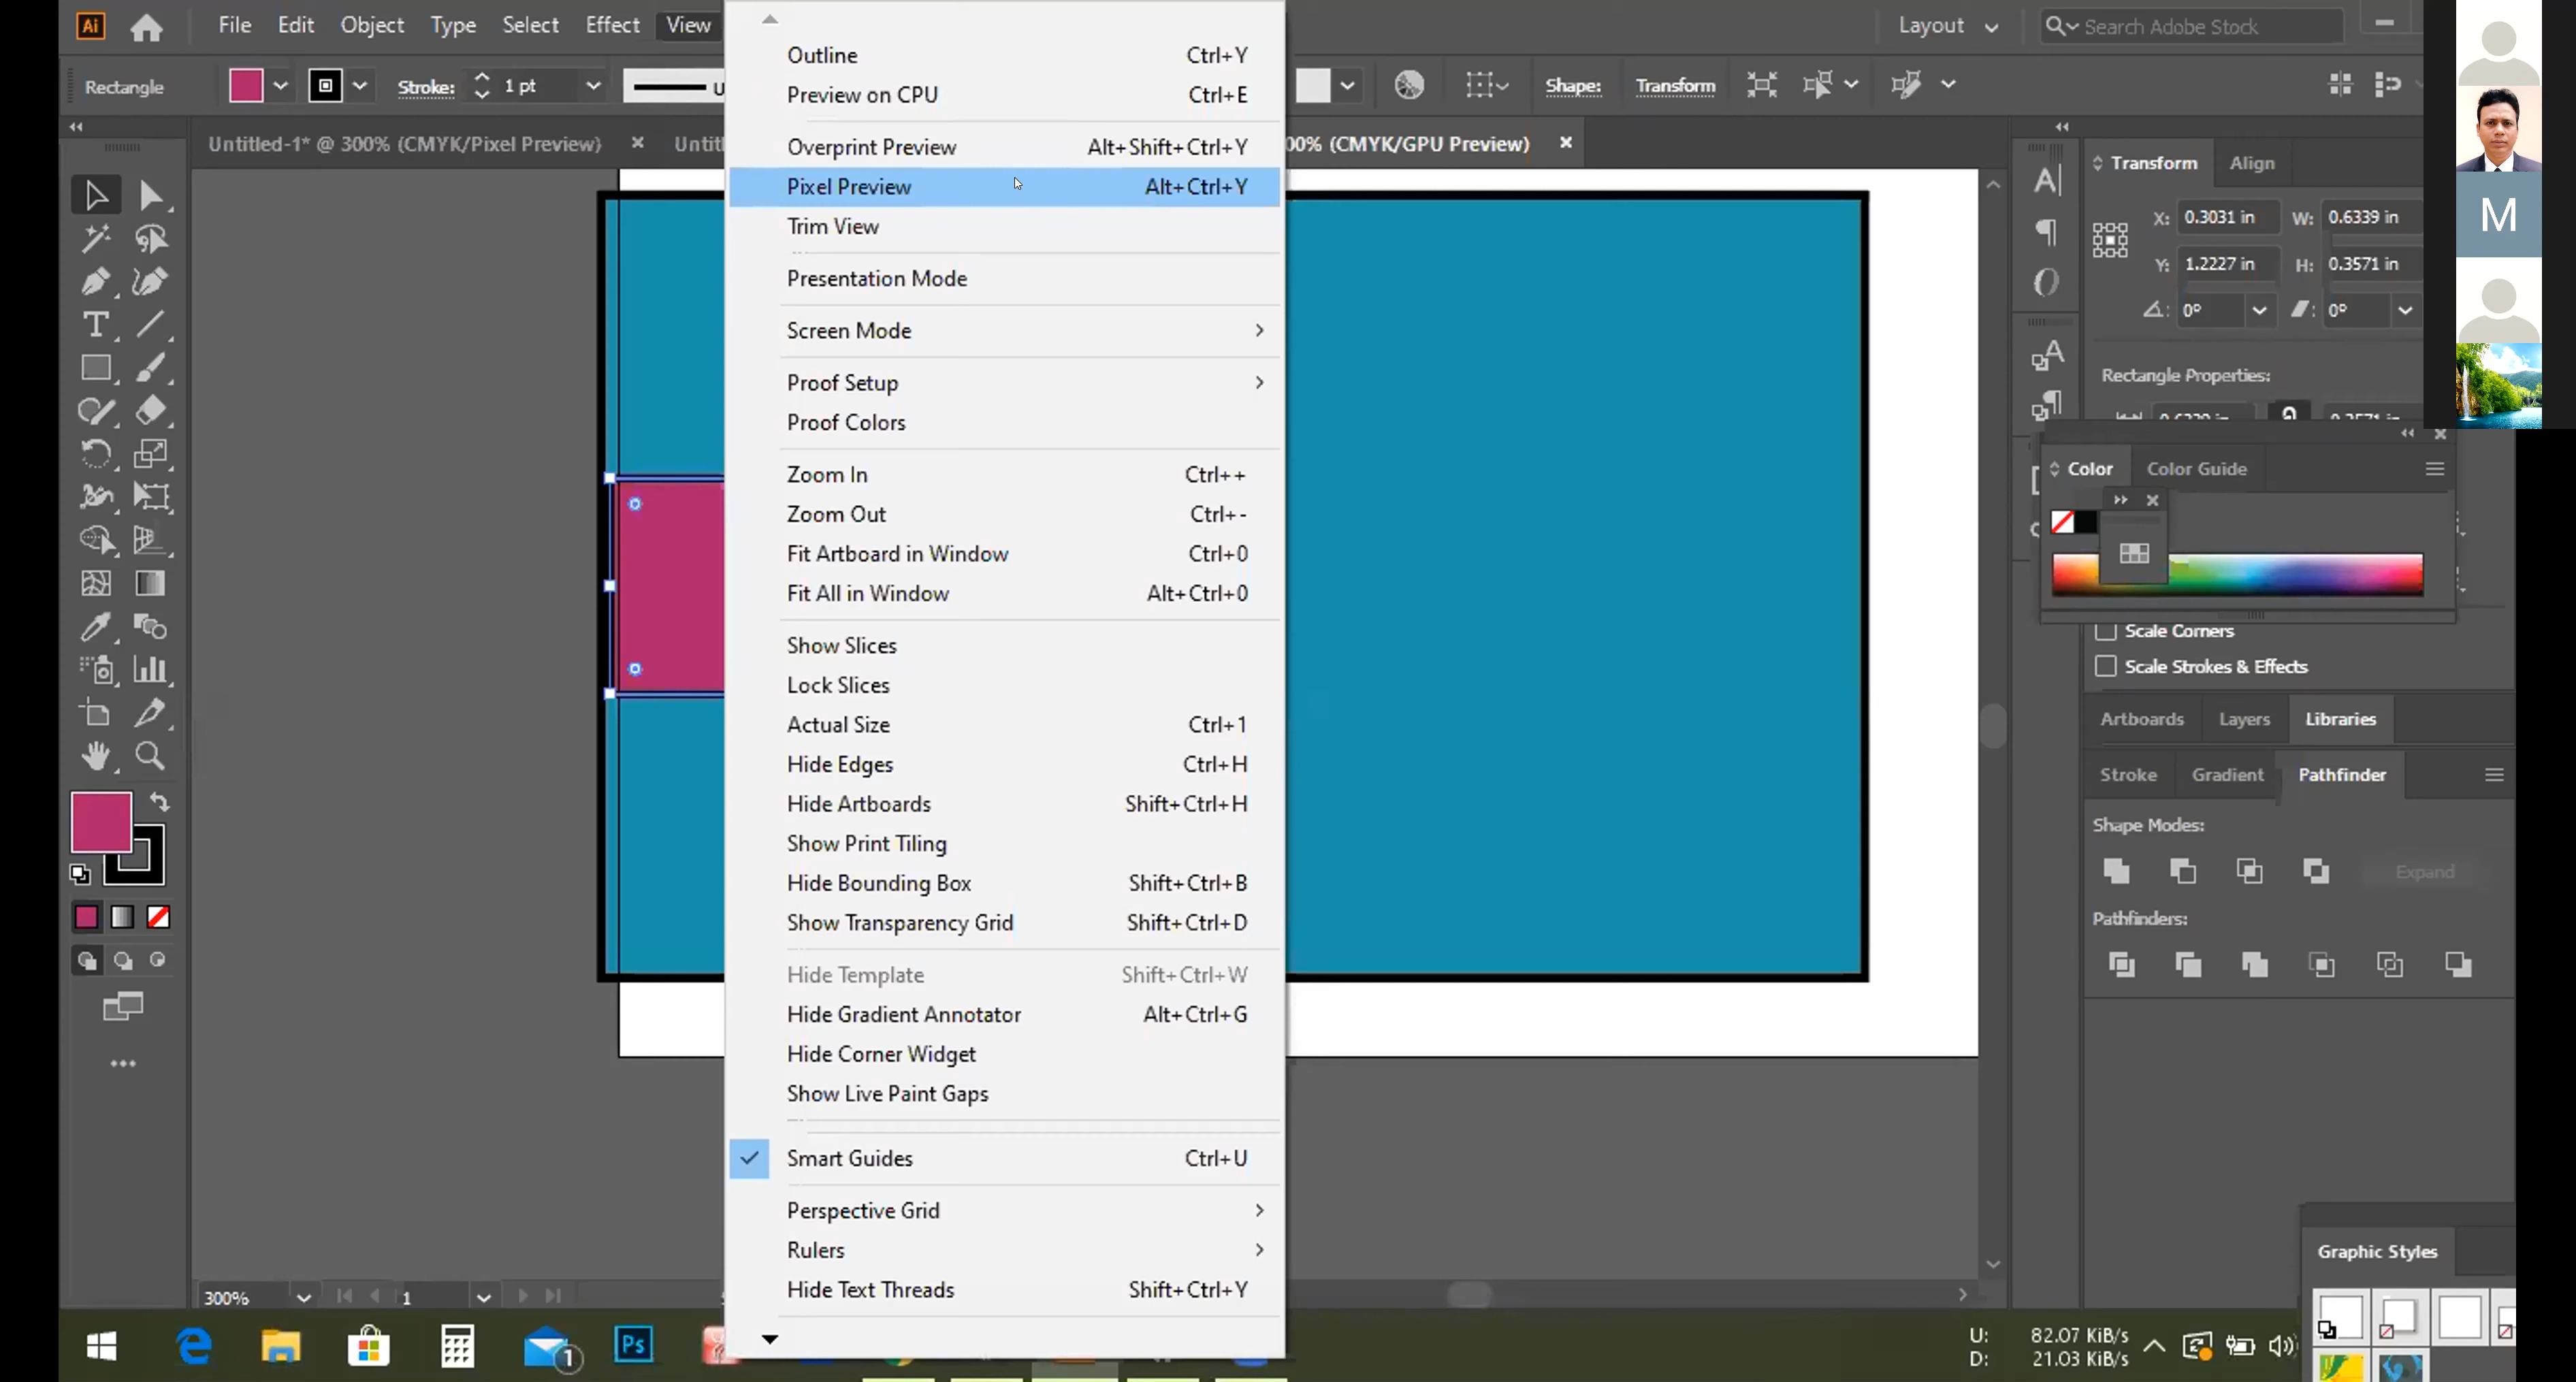 Ai File Edit Object Type Select Effect View
Layout Search Adobe Stock
Rectangle Stroke: 1 pt Shape: Transform
Untitled-1* @ 300% (CMYK/Pixel Preview) × 00% (CMYK/GPU Preview) ×
Outline Ctrl+Y
Preview on CPU Ctrl+E
Overprint Preview Alt+Shift+Ctrl+Y
Pixel Preview Alt+Ctrl+Y
Trim View
Presentation Mode
Screen Mode
Proof Setup
Proof Colors
Zoom In Ctrl++
Zoom Out Ctrl+-
Fit Artboard in Window Ctrl+0
Fit All in Window Alt+Ctrl+0
Show Slices
Lock Slices
Actual Size Ctrl+1
Hide Edges Ctrl+H
Hide Artboards Shift+Ctrl+H
Show Print Tiling
Hide Bounding Box Shift+Ctrl+B
Show Transparency Grid Shift+Ctrl+D
Hide Template Shift+Ctrl+W
Hide Gradient Annotator Alt+Ctrl+G
Hide Corner Widget
Show Live Paint Gaps
Smart Guides Ctrl+U
Perspective Grid
Rulers
Hide Text Threads Shift+Ctrl+Y
Transform Align
X: 0.3031 in W: 0.6339 in
Y: 1.2227 in H: 0.3571 in
0° 0°
Rectangle Properties:
M
Color Color Guide
Scale Corners
Scale Strokes & Effects
Artboards Layers Libraries
Stroke Gradient Pathfinder
Shape Modes:
Expand
Pathfinders:
Graphic Styles
300% 1
Ps
1
U: 82.07 KiB/s
D: 21.03 KiB/s